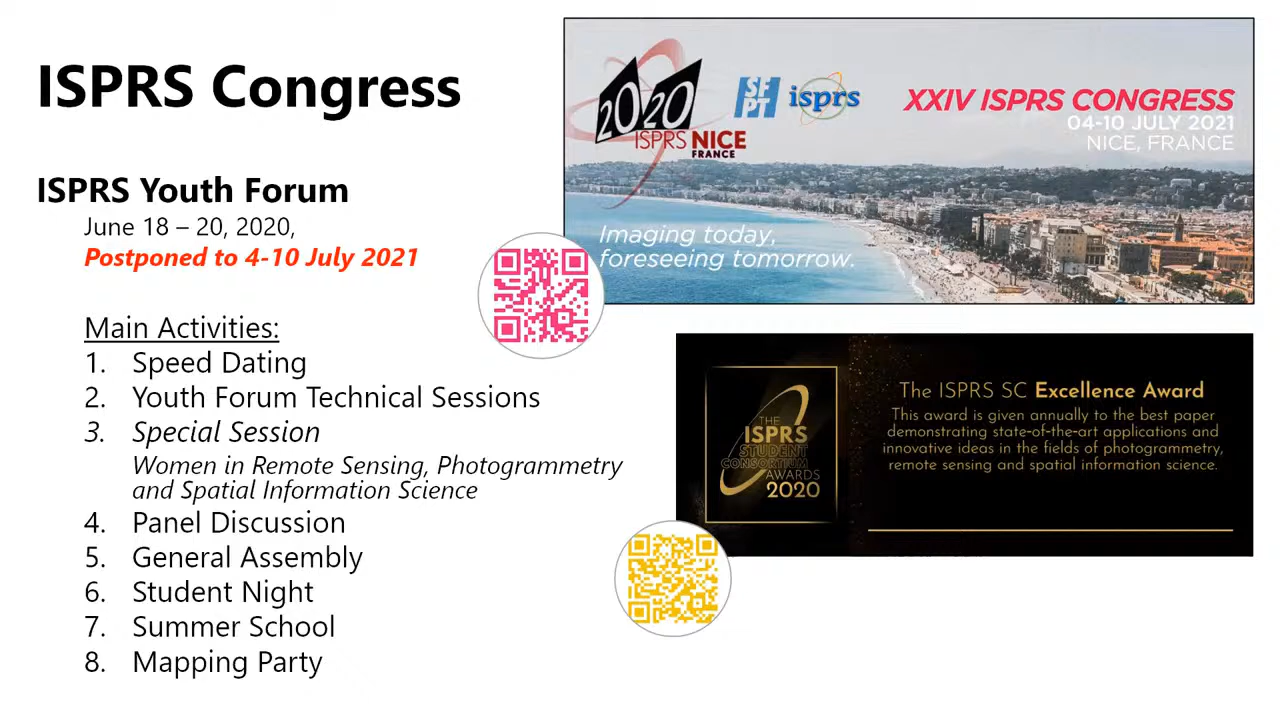 ISPRS Congress
ISPRS Youth Forum
June 18 – 20, 2020,
Postponed to 4-10 July 2021
Main Activities:
1. Speed Dating
2. Youth Forum Technical Sessions
3. Special Session
Women in Remote Sensing, Photogrammetry
and Spatial Information Science
4. Panel Discussion
5. General Assembly
6. Student Night
7. Summer School
8. Mapping Party
2020
ISPRS NICE
FRANCE
SF
PT
isprs
XXIV ISPRS CONGRESS
04-10 JULY 2021
NICE, FRANCE
Imaging today,
foreseeing tomorrow.
THE
ISPRS
STUDENT
CONSORTIUM
AWARDS
2020
The ISPRS SC Excellence Award
This award is given annually to the best paper
demonstrating state-of-the-art applications and
innovative ideas in the fields of photogrammetry,
remote sensing and spatial information science.